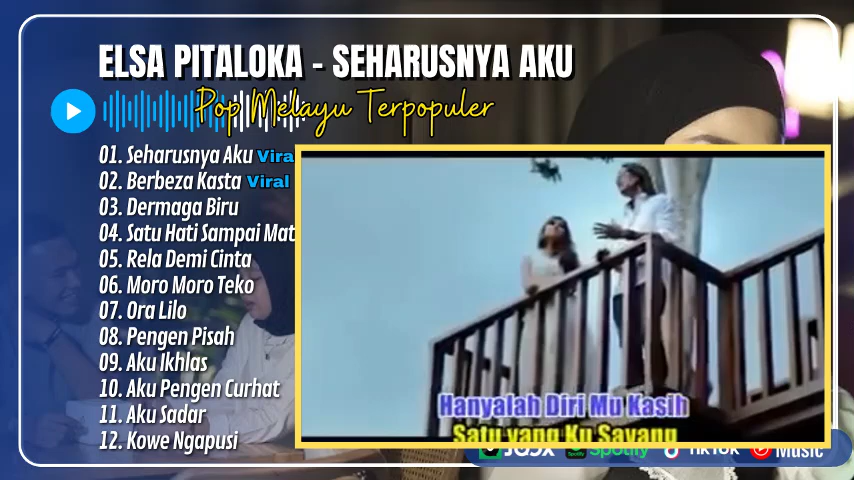 ELSA PITALOKA - SEHARUSNYA AKU
Pop Melayu Terpopuler
01. Seharusnya Aku Vira
02. Berbeza Kasta Viral
03. Dermaga Biru
04. Satu Hati Sampai Mat
05. Rela Demi Cinta
06. Moro Moro Teko
07. Ora Lilo
08. Pengen Pisah
09. Aku Ikhlas
10. Aku Pengen Curhat
11. Aku Sadar
12. Kowe Ngapusi
Hanyalah Diri Mu Kasih
Satu yang Ku Sayang
JOOX Spotify TikTok Music